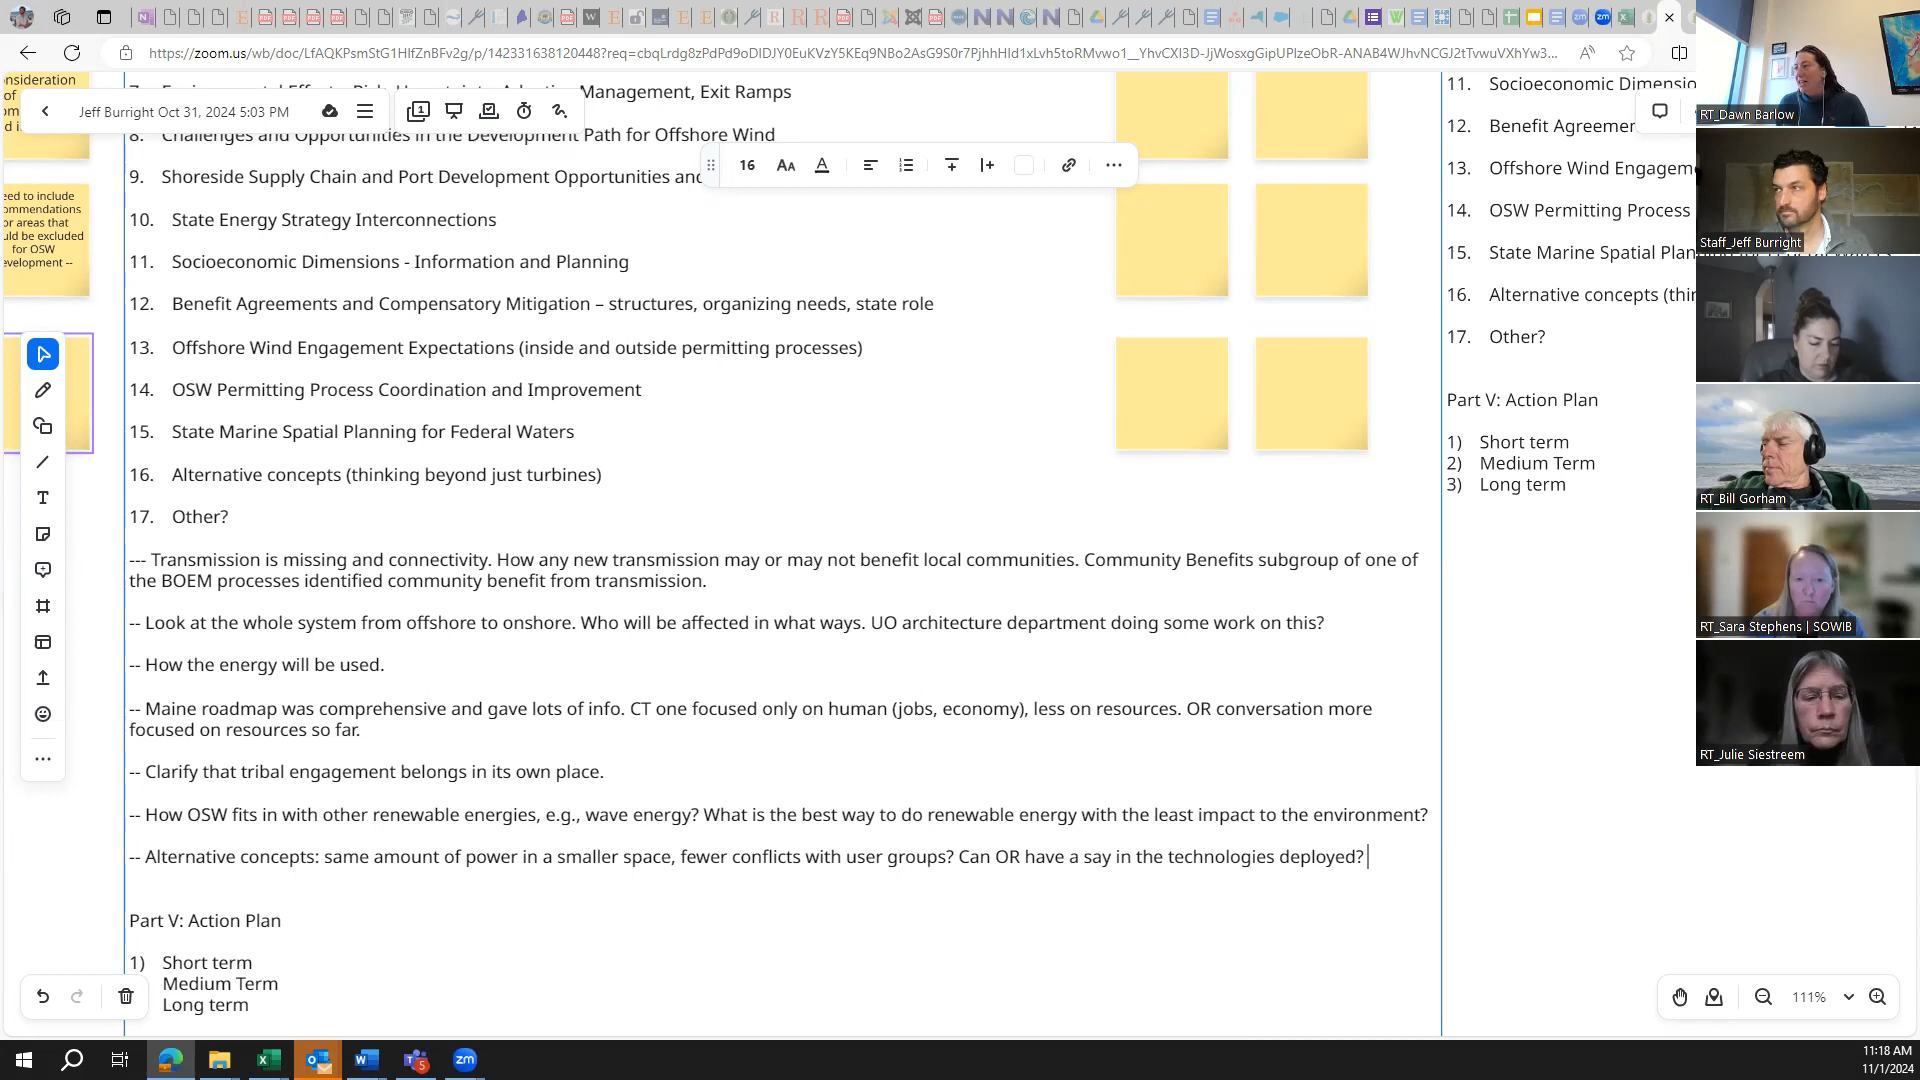 https://zoom.us/wb/doc/LfAQKPsmStG1HIfZnBFv2g/p/142331638120448?req=cbqLrdg8zPdPd9oDIDJY0EuKVzY5KEq9NBo2AsG9S0r7PjhhHId1xLvh5toRMvwo1__YhvCXI3D-JjWosxgGipUPIzeObR-ANAB4WJhvNCGJ2tTvwuVXhYw3...
nsideration
of
Jeff Burright Oct 31, 2024 5:03 PM
Management, Exit Ramps
8. Challenges and Opportunities in the Development Path for Offshore Wind
16
9. Shoreside Supply Chain and Port Development Opportunities and
10. State Energy Strategy Interconnections
11. Socioeconomic Dimensions - Information and Planning
12. Benefit Agreements and Compensatory Mitigation – structures, organizing needs, state role
13. Offshore Wind Engagement Expectations (inside and outside permitting processes)
14. OSW Permitting Process Coordination and Improvement
15. State Marine Spatial Planning for Federal Waters
16. Alternative concepts (thinking beyond just turbines)
17. Other?
--- Transmission is missing and connectivity. How any new transmission may or may not benefit local communities. Community Benefits subgroup of one of
the BOEM processes identified community benefit from transmission.
-- Look at the whole system from offshore to onshore. Who will be affected in what ways. UO architecture department doing some work on this?
-- How the energy will be used.
-- Maine roadmap was comprehensive and gave lots of info. CT one focused only on human (jobs, economy), less on resources. OR conversation more
focused on resources so far.
-- Clarify that tribal engagement belongs in its own place.
-- How OSW fits in with other renewable energies, e.g., wave energy? What is the best way to do renewable energy with the least impact to the environment?
-- Alternative concepts: same amount of power in a smaller space, fewer conflicts with user groups? Can OR have a say in the technologies deployed?
Part V: Action Plan
1) Short term
Medium Term
Long term
eed to include
ommendations
or areas that
uld be excluded
for OSW
evelopment --
11. Socioeconomic Dimensio
12. Benefit Agreemer
13. Offshore Wind Engagem
14. OSW Permitting Process
15. State Marine Spatial Plan
16. Alternative concepts (thin
17. Other?
Part V: Action Plan
1) Short term
2) Medium Term
3) Long term
RT_Dawn Barlow
Staff_Jeff Burright
RT_Bill Gorham
RT_Sara Stephens | SOWIB
RT_Julie Siestreem
111%
11:18 AM
11/1/2024